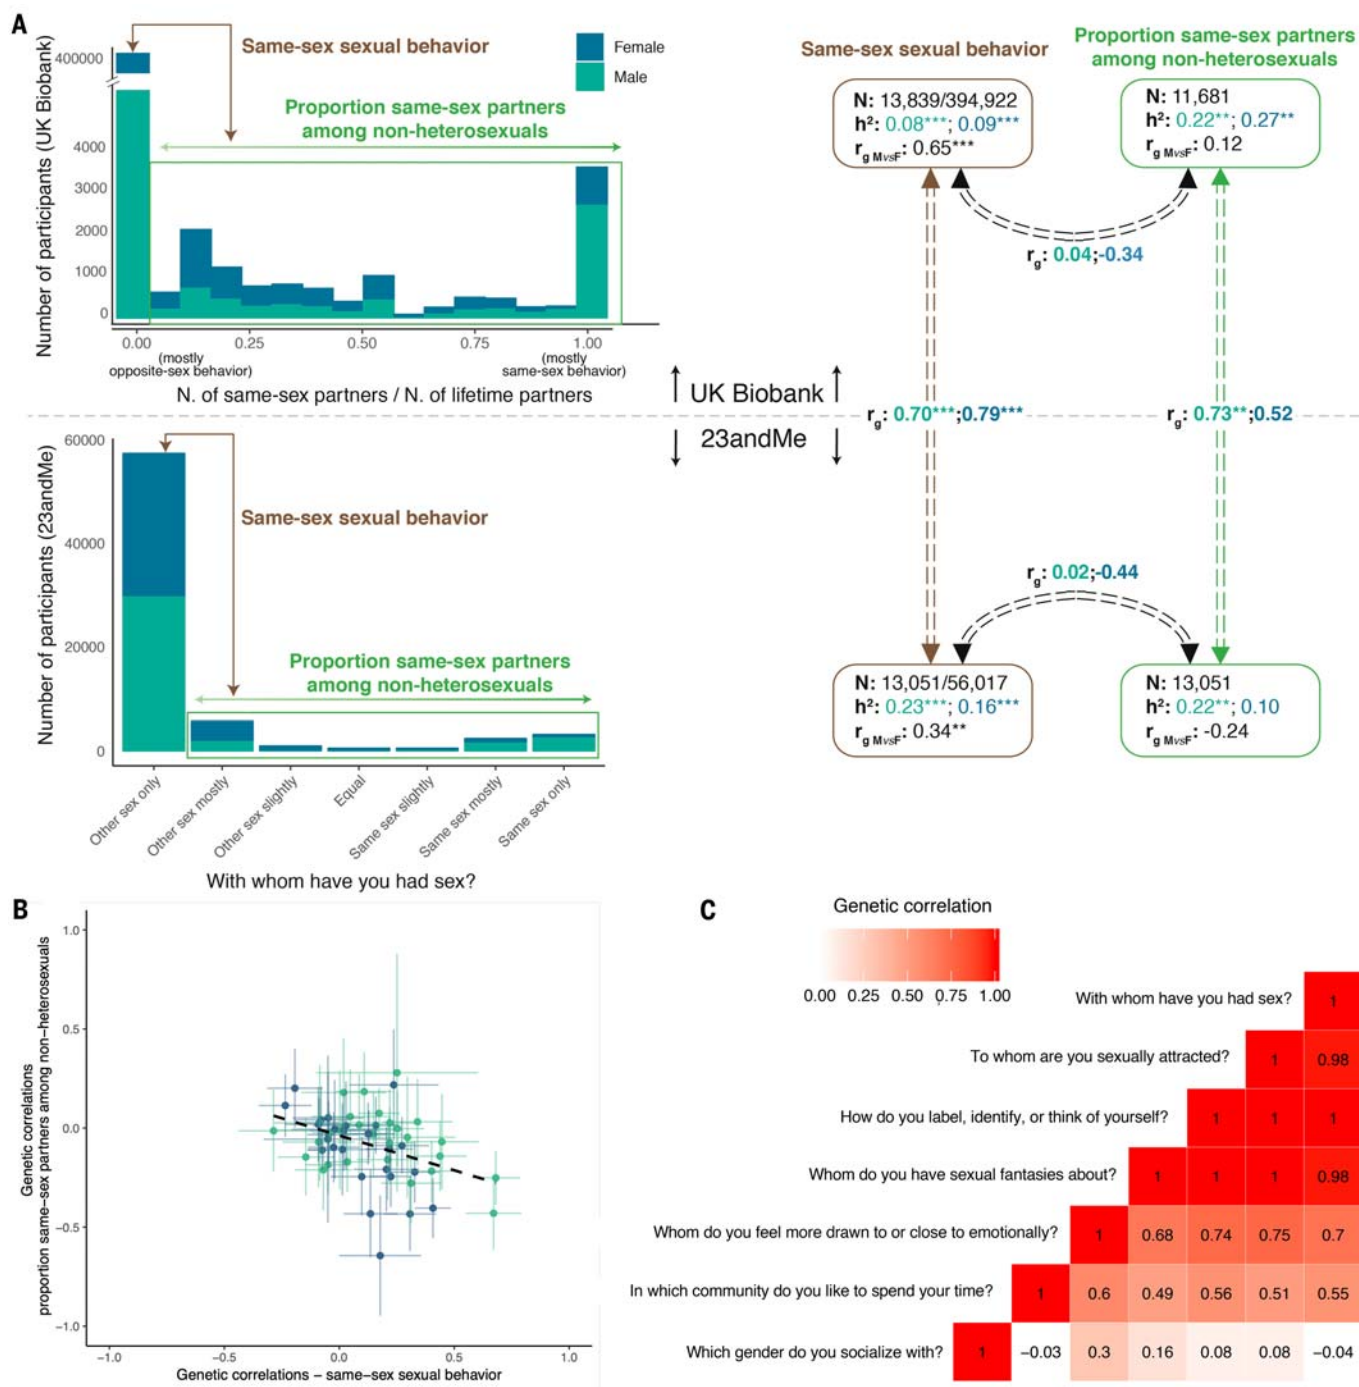 A
Number of participants (UK Biobank)
400000
4000
3000
2000
1000
0
Same-sex sexual behavior
Female
Male
Proportion same-sex partners
among non-heterosexuals
0.00
0.25
0.50
0.75
1.00
(mostly
opposite-sex behavior)
(mostly
same-sex behavior)
N. of same-sex partners / N. of lifetime partners
Same-sex sexual behavior
Proportion same-sex partners
among non-heterosexuals
N: 13,839/394,922
h²: 0.08***; 0.09***
rg MvsF: 0.65***
N: 11,681
h²: 0.22**; 0.27**
rg MvsF: 0.12
rg: 0.04;-0.34
UK Biobank
23andMe
rg: 0.70***;0.79***
rg: 0.73**;0.52
Number of participants (23andMe)
60000
40000
20000
0
Same-sex sexual behavior
Proportion same-sex partners
among non-heterosexuals
Other sex only
Other sex mostly
Other sex slightly
Equal
Same sex slightly
Same sex mostly
Same sex only
With whom have you had sex?
rg: 0.02;-0.44
N: 13,051/56,017
h²: 0.23***; 0.16***
rg MvsF: 0.34**
N: 13,051
h²: 0.22**; 0.10
rg MvsF: -0.24
B
Genetic correlations
proportion same−sex partners among non−heterosexuals
1.0
0.5
0.0
−0.5
−1.0
−1.0
−0.5
0.0
0.5
1.0
Genetic correlations − same−sex sexual behavior
C
Genetic correlation
0.00 0.25 0.50 0.75 1.00
With whom have you had sex? 1
To whom are you sexually attracted? 1 0.98
How do you label, identify, or think of yourself? 1 1 1
Whom do you have sexual fantasies about? 1 1 1 0.98
Whom do you feel more drawn to or close to emotionally? 1 0.68 0.74 0.75 0.7
In which community do you like to spend your time? 1 0.6 0.49 0.56 0.51 0.55
Which gender do you socialize with? 1 −0.03 0.3 0.16 0.08 0.08 −0.04